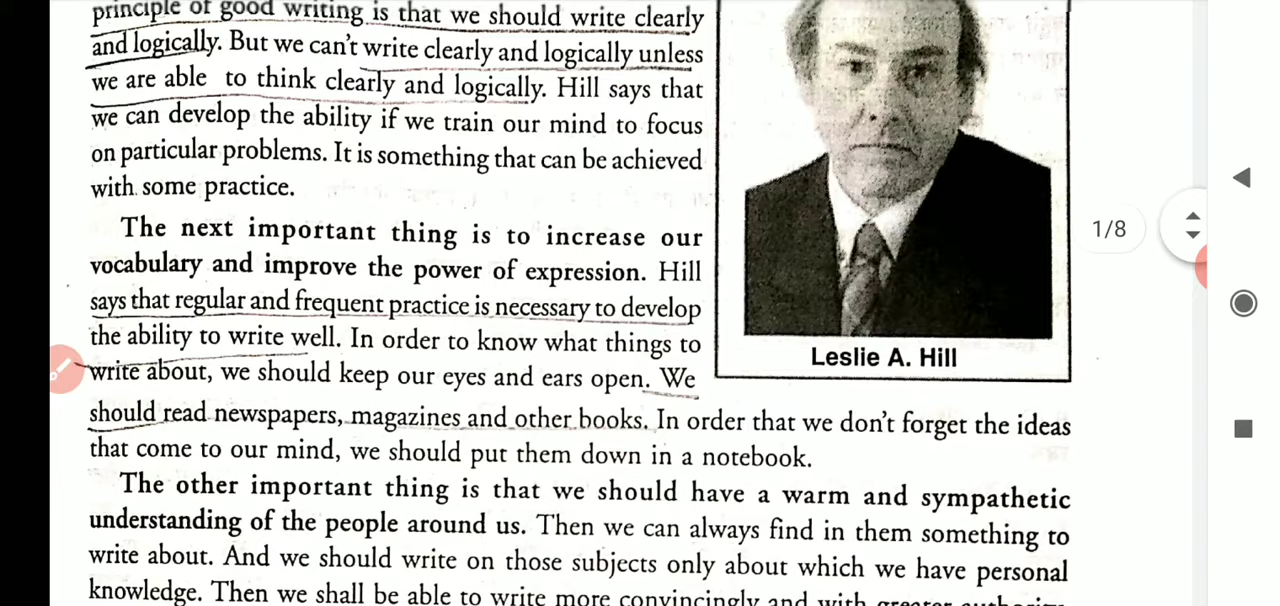 principle of good writing is that we should write clearly
and logically. But we can't write clearly and logically unless
we are able to think clearly and logically. Hill says that
we can develop the ability if we train our mind to focus
on particular problems. It is something that can be achieved
with some practice.
The next important thing is to increase our
vocabulary and improve the power of expression. Hill
says that regular and frequent practice is necessary to develop
the ability to write well. In order to know what things to
write about, we should keep our eyes and ears open. We
Leslie A. Hill
should read newspapers, magazines and other books. In order that we don't forget the ideas
that come to our mind, we should put them down in a notebook.
The other important thing is that we should have a warm and sympathetic
understanding of the people around us. Then we can always find in them something to
write about. And we should write on those subjects only about which we have personal
knowledge. Then we shall be able to write more convincingly and with greater
1/8